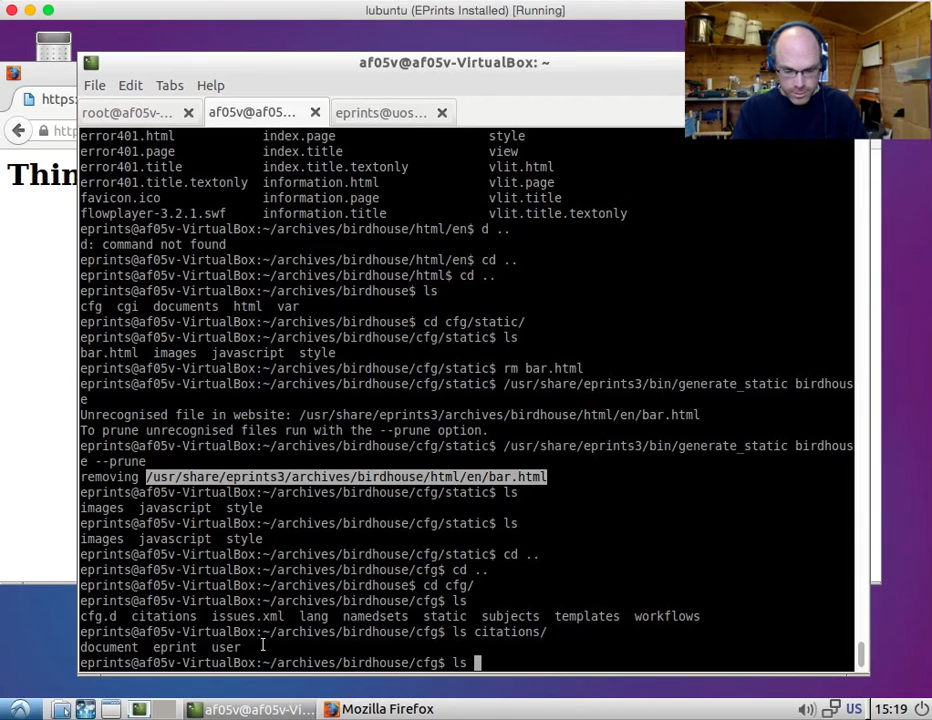 lubuntu (EPrints Installed) [Running]
af05v@af05v-VirtualBox: ~
File Edit Tabs Help
https:
root@af05v-... af05v@af05... eprints@uos...
http
Thin
error401.html index.page style
error401.page index.title view
error401.title index.title.textonly vlit.html
error401.title.textonly information.html vlit.page
favicon.ico information.page vlit.title
flowplayer-3.2.1.swf information.title vlit.title.textonly
eprints@af05v-VirtualBox:~/archives/birdhouse/html/en$ d ..
d: command not found
eprints@af05v-VirtualBox:~/archives/birdhouse/html/en$ cd ..
eprints@af05v-VirtualBox:~/archives/birdhouse/html$ cd ..
eprints@af05v-VirtualBox:~/archives/birdhouse$ ls
cfg cgi documents html var
eprints@af05v-VirtualBox:~/archives/birdhouse$ cd cfg/static/
eprints@af05v-VirtualBox:~/archives/birdhouse/cfg/static$ ls
bar.html images javascript style
eprints@af05v-VirtualBox:~/archives/birdhouse/cfg/static$ rm bar.html
eprints@af05v-VirtualBox:~/archives/birdhouse/cfg/static$ /usr/share/eprints3/bin/generate_static birdhous
e
Unrecognised file in website: /usr/share/eprints3/archives/birdhouse/html/en/bar.html
To prune unrecognised files run with the --prune option.
eprints@af05v-VirtualBox:~/archives/birdhouse/cfg/static$ /usr/share/eprints3/bin/generate_static birdhous
e --prune
removing /usr/share/eprints3/archives/birdhouse/html/en/bar.html
eprints@af05v-VirtualBox:~/archives/birdhouse/cfg/static$ ls
images javascript style
eprints@af05v-VirtualBox:~/archives/birdhouse/cfg/static$ ls
images javascript style
eprints@af05v-VirtualBox:~/archives/birdhouse/cfg/static$ cd ..
eprints@af05v-VirtualBox:~/archives/birdhouse/cfg$ cd ..
eprints@af05v-VirtualBox:~/archives/birdhouse$ cd cfg/
eprints@af05v-VirtualBox:~/archives/birdhouse/cfg$ ls
cfg.d citations issues.xml lang namedsets static subjects templates workflows
eprints@af05v-VirtualBox:~/archives/birdhouse/cfg$ ls citations/
document eprint user
eprints@af05v-VirtualBox:~/archives/birdhouse/cfg$ ls
af05v@af05v-Vi... Mozilla Firefox US 15:19